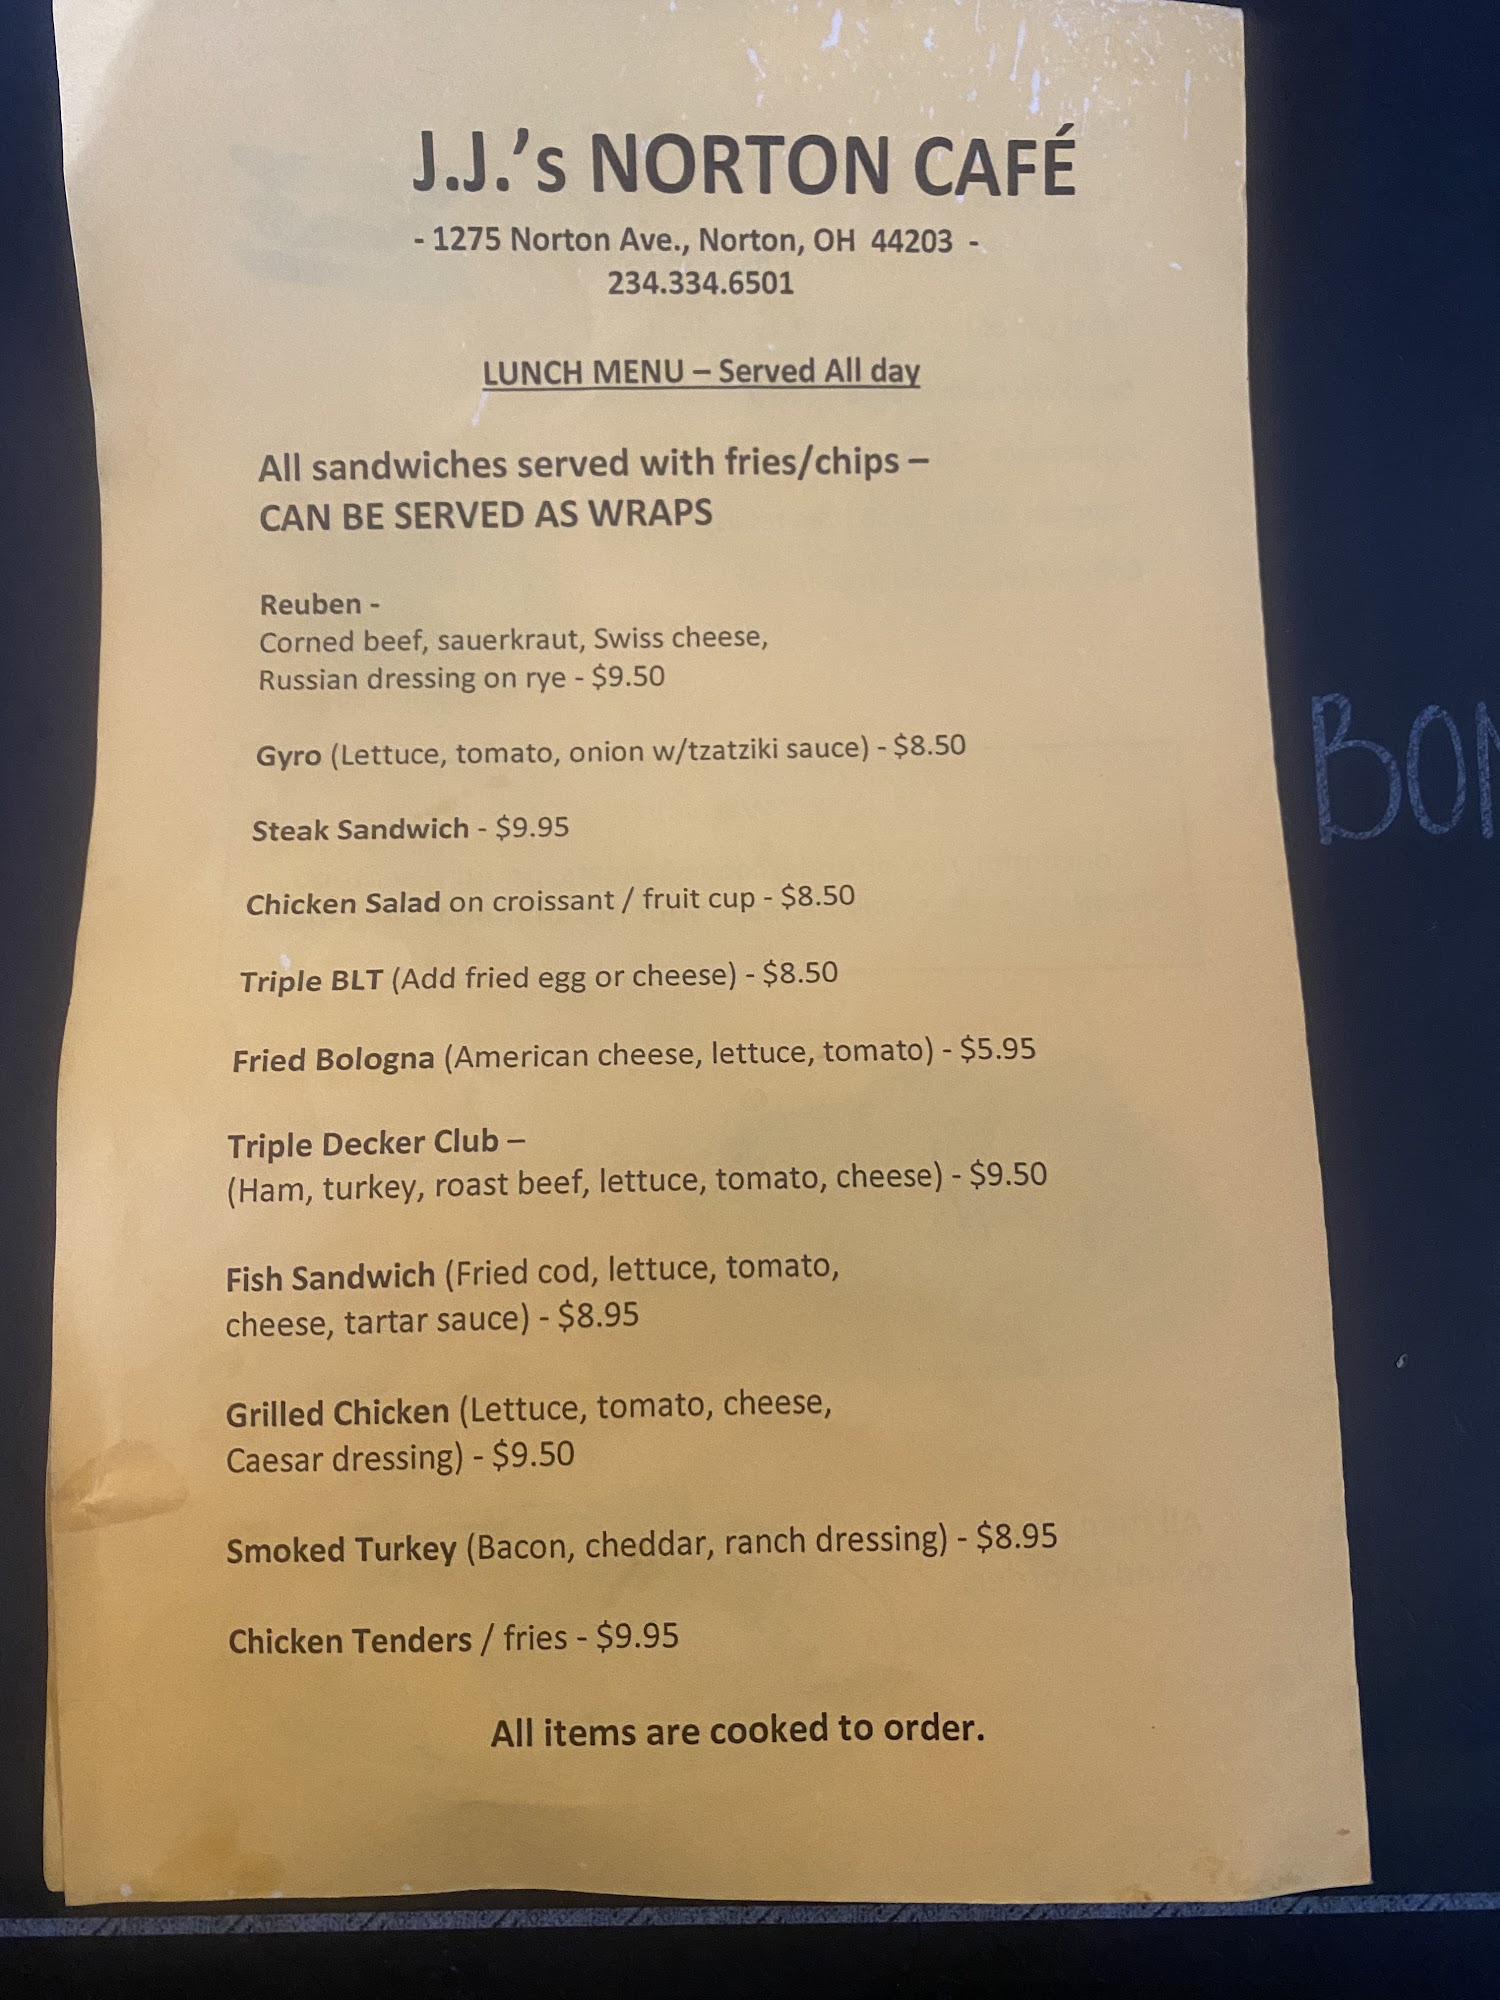 J.J.'s NORTON CAFÉ
- 1275 Norton Ave., Norton, OH 44203 -
234.334.6501
LUNCH MENU – Served All day
All sandwiches served with fries/chips –
CAN BE SERVED AS WRAPS
Reuben -
Corned beef, sauerkraut, Swiss cheese,
Russian dressing on rye - $9.50
Gyro (Lettuce, tomato, onion w/tzatziki sauce) - $8.50
Steak Sandwich - $9.95
Chicken Salad on croissant / fruit cup - $8.50
Triple BLT (Add fried egg or cheese) - $8.50
Fried Bologna (American cheese, lettuce, tomato) - $5.95
Triple Decker Club –
(Ham, turkey, roast beef, lettuce, tomato, cheese) - $9.50
Fish Sandwich (Fried cod, lettuce, tomato,
cheese, tartar sauce) - $8.95
Grilled Chicken (Lettuce, tomato, cheese,
Caesar dressing) - $9.50
Smoked Turkey (Bacon, cheddar, ranch dressing) - $8.95
Chicken Tenders / fries - $9.95
All items are cooked to order.